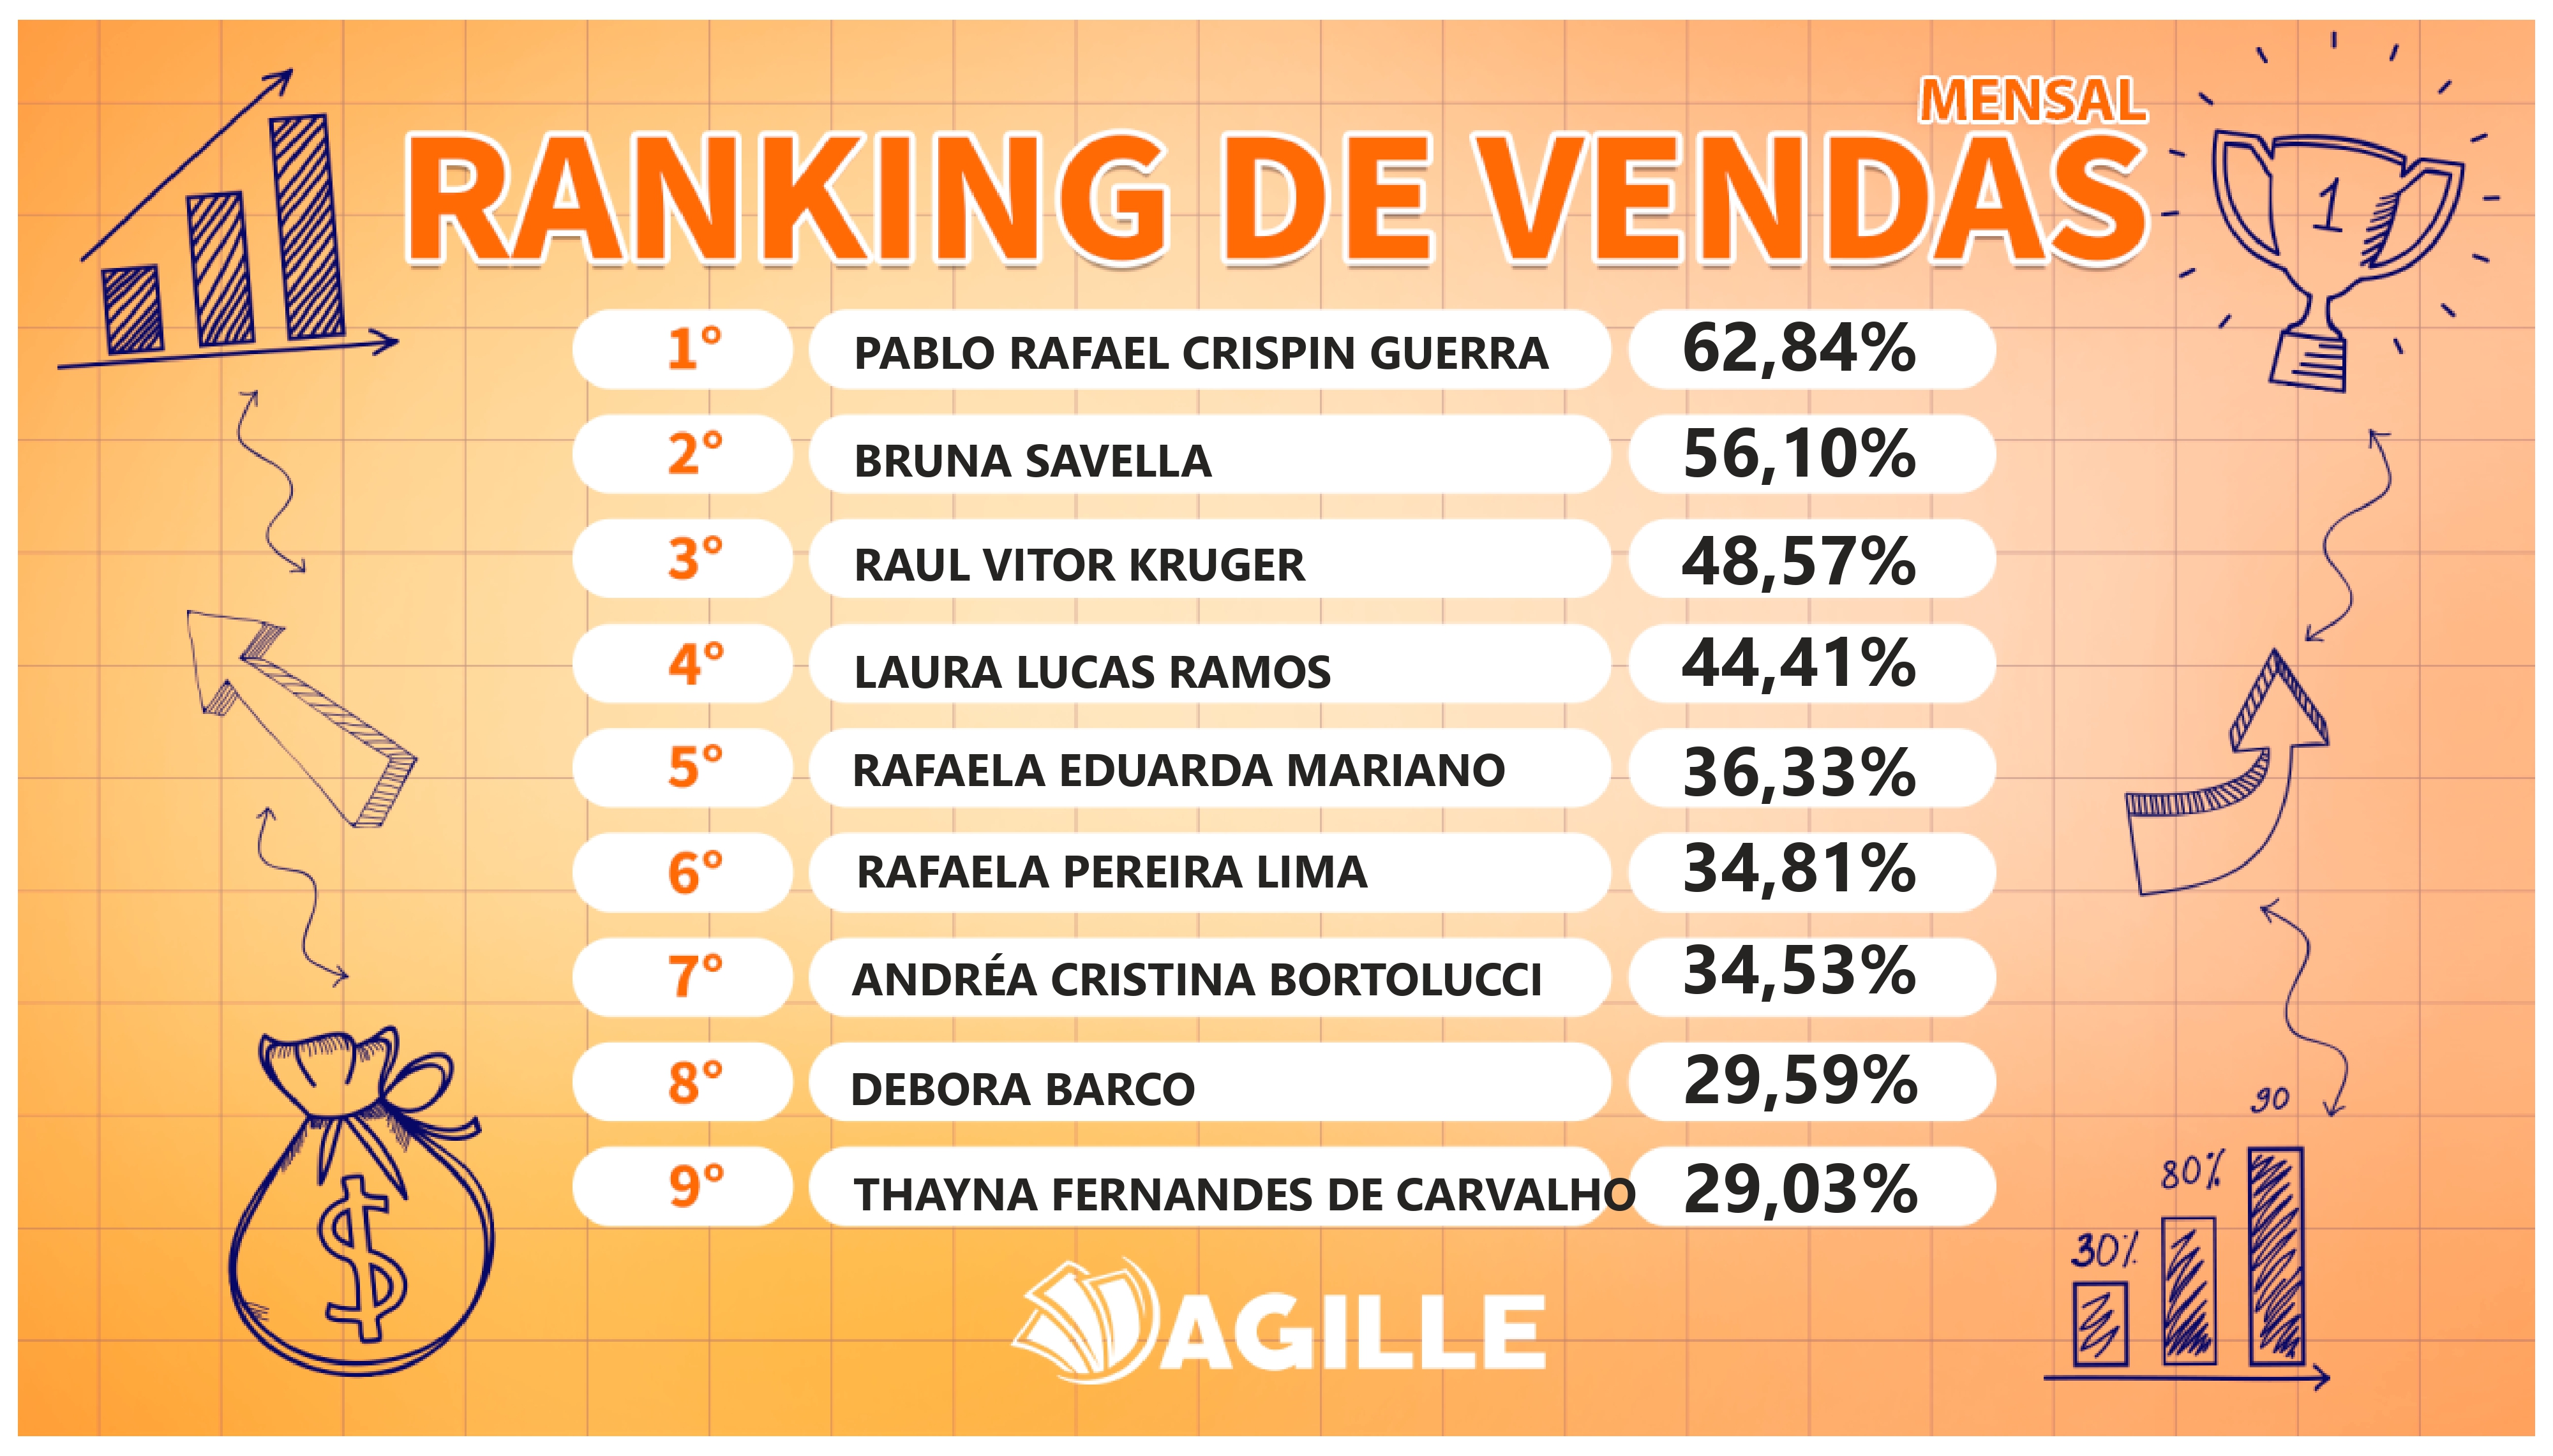 MENSAL
RANKING DE VENDAS
1
1° PABLO RAFAEL CRISPIN GUERRA 62,84%
2° BRUNA SAVELLA 56,10%
3° RAUL VITOR KRUGER 48,57%
4° LAURA LUCAS RAMOS 44,41%
5° RAFAELA EDUARDA MARIANO 36,33%
6° RAFAELA PEREIRA LIMA 34,81%
7° ANDRÉA CRISTINA BORTOLUCCI 34,53%
8° DEBORA BARCO 29,59%
9° THAYNA FERNANDES DE CARVALHO 29,03%
$
90
80%
30%
AGILLE